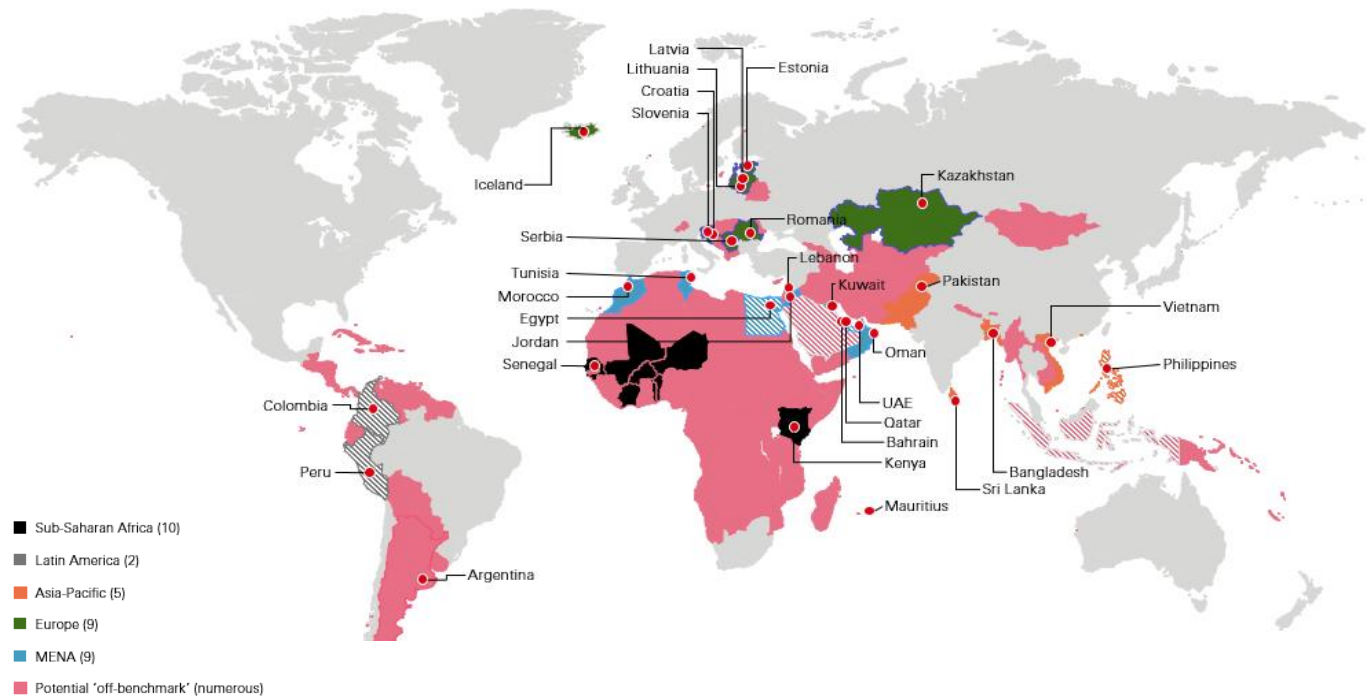 Latvia
Lithuania
Estonia
Croatia
Slovenia
Iceland
Kazakhstan
Romania
Serbia
Lebanon
Tunisia
Kuwait
Pakistan
Morocco
Vietnam
Egypt
Jordan
Oman
Senegal
Philippines
Colombia
UAE
Qatar
Bahrain
Kenya
Peru
Bangladesh
Sri Lanka
Mauritius
Argentina
Sub-Saharan Africa (10)
Latin America (2)
Asia-Pacific (5)
Europe (9)
MENA (9)
Potential "off-benchmark" (numerous)